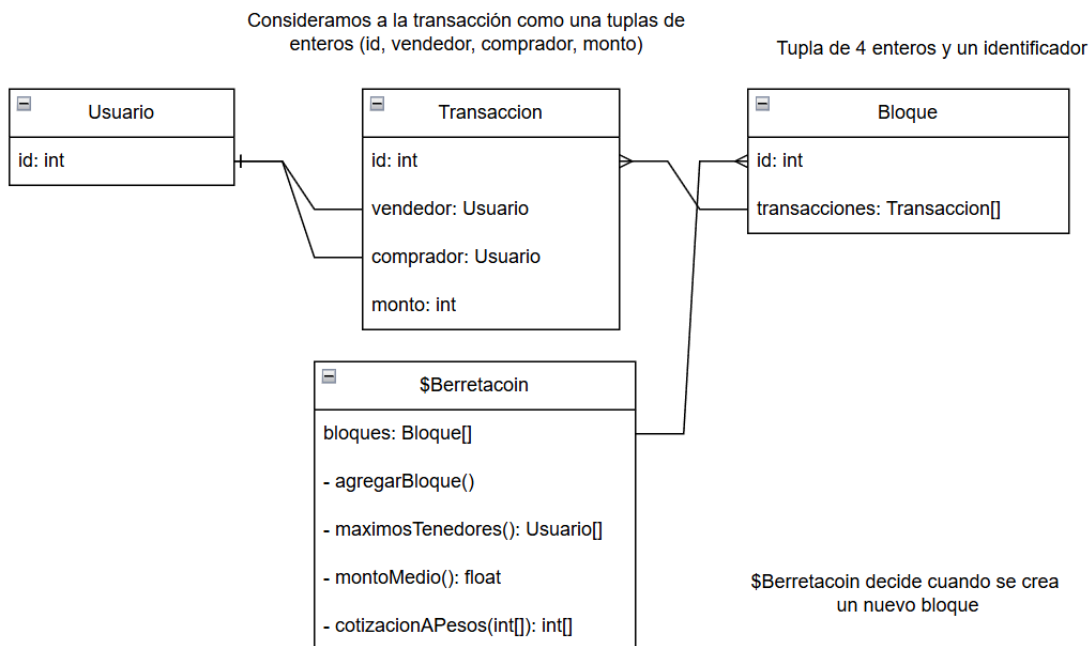 Consideramos a la transacción como una tuplas de
enteros (id, vendedor, comprador, monto)
Tupla de 4 enteros y un identificador
Usuario
id: int
Transaccion
id: int
vendedor: Usuario
comprador: Usuario
monto: int
Bloque
id: int
transacciones: Transaccion[]
$Berretacoin
bloques: Bloque[]
- agregarBloque()
- maximosTenedores(): Usuario[]
- montoMedio(): float
- cotizacionAPesos(int[]): int[]
$Berretacoin decide cuando se crea
un nuevo bloque